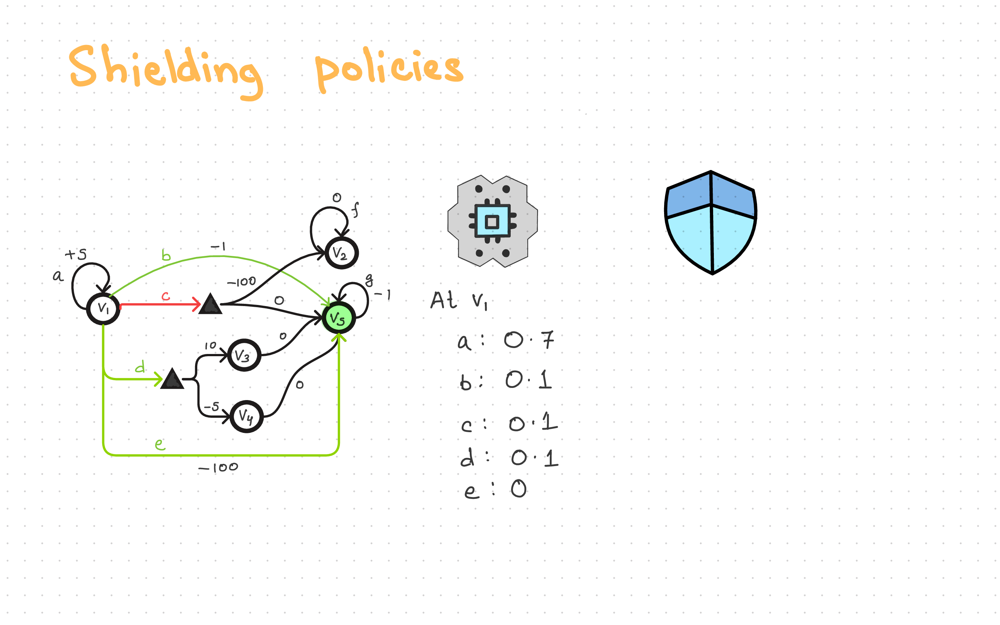 Shielding policies
0
f
V2
+5
a
b
-1
-100
c
V1
0
g
-1
V5
10
V3
0
d
-5
V4
0
e
-100
At v1
a: 0.7
b: 0.1
c: 0.1
d: 0.1
e: 0